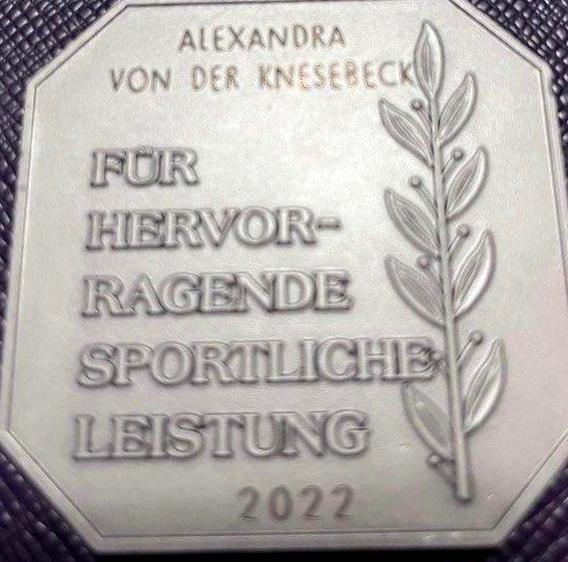 ALEXANDRA
VON DER KNESEBECK
FÜR
HERVOR-
RAGENDE
SPORTLICHE
LEISTUNG
2022